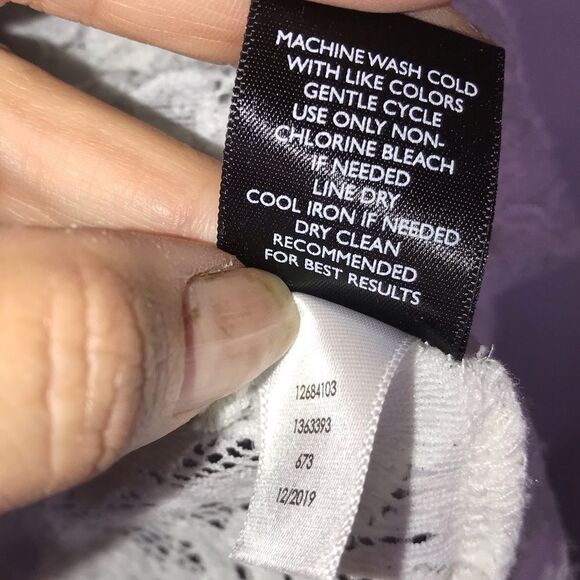 MACHINE WASH COLD
WITH LIKE COLORS
GENTLE CYCLE
USE ONLY NON-
CHLORINE BLEACH
IF NEEDED
LINE DRY
COOL IRON IF NEEDED
DRY CLEAN
RECOMMENDED
FOR BEST RESULTS
12684103
1363393
673
12/2019